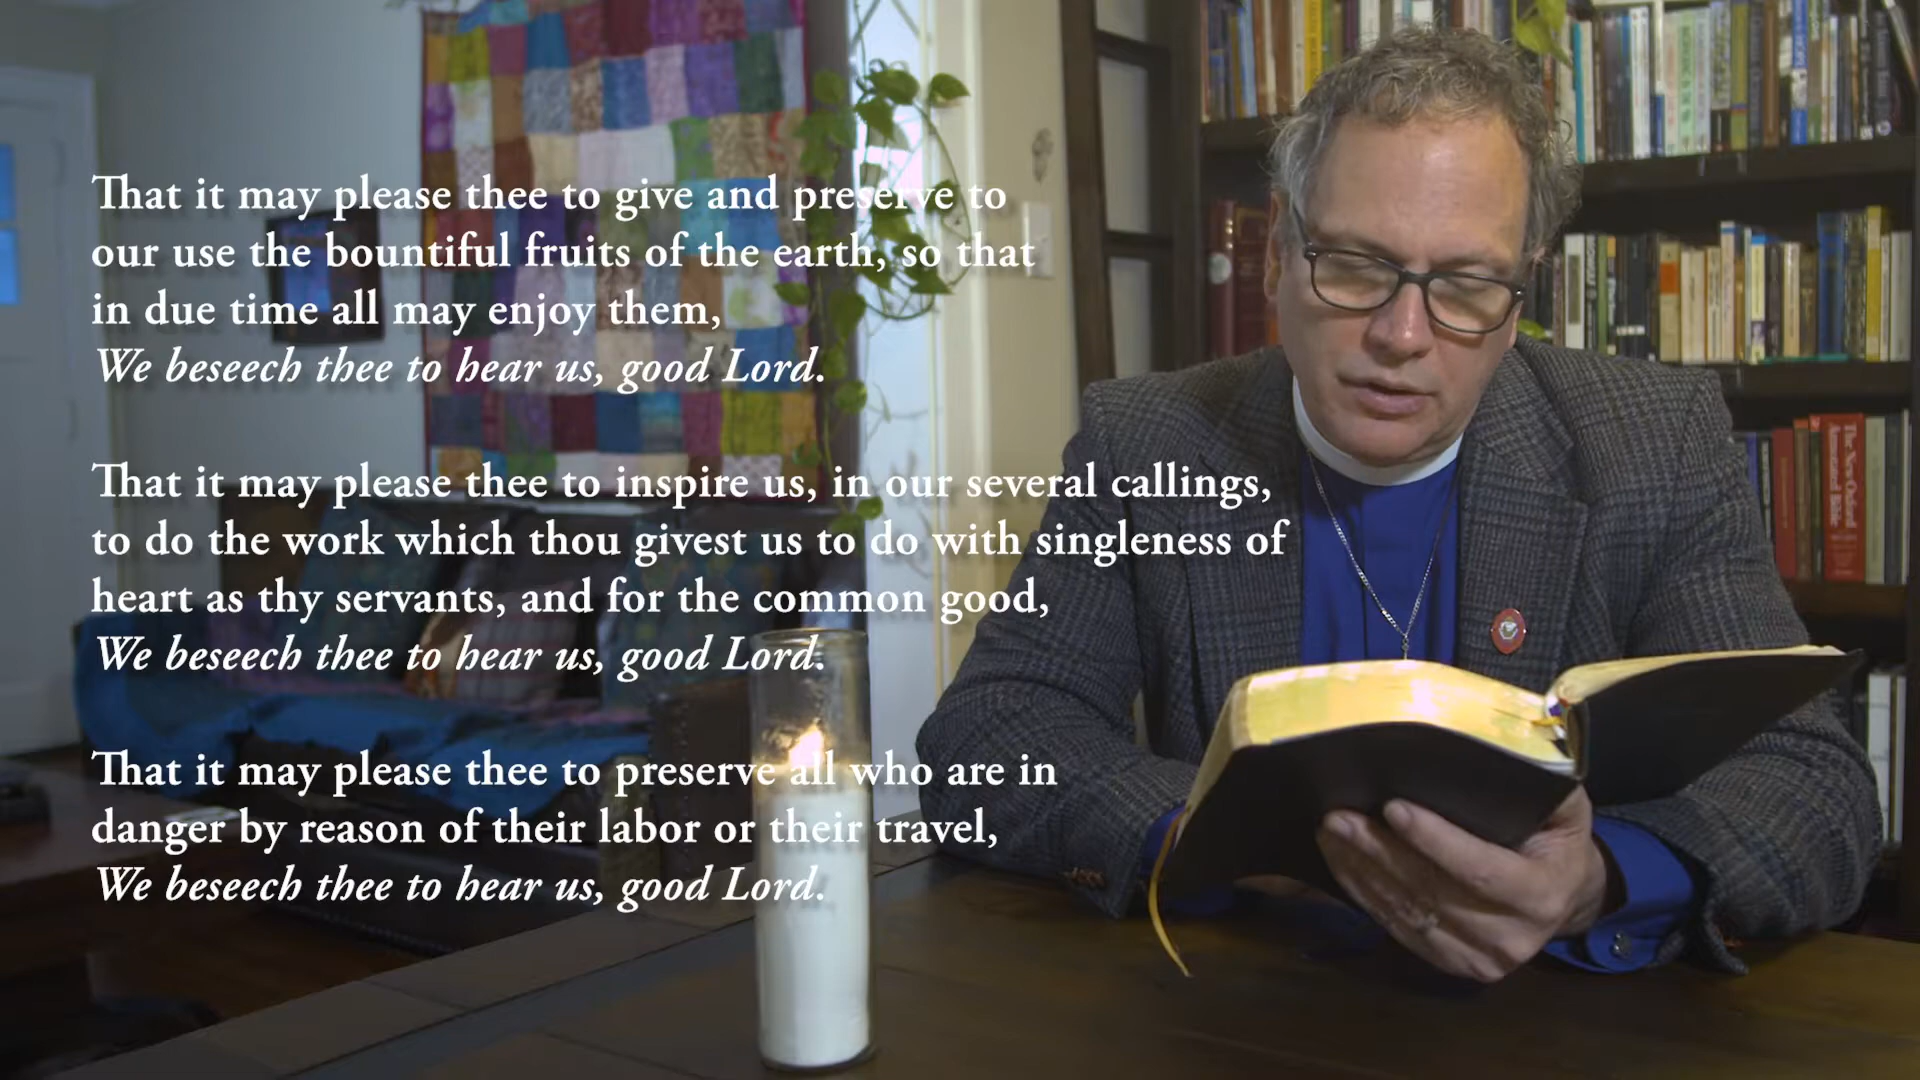 That it may please thee to give and preserve to
our use the bountiful fruits of the earth, so that
in due time all may enjoy them,
We beseech thee to hear us, good Lord.
That it may please thee to inspire us, in our several callings,
to do the work which thou givest us to do with singleness of
heart as thy servants, and for the common good,
We beseech thee to hear us, good Lord.
That it may please thee to preserve all who are in
danger by reason of their labor or their travel,
We beseech thee to hear us, good Lord.
The New Oxford
Annotated Bible